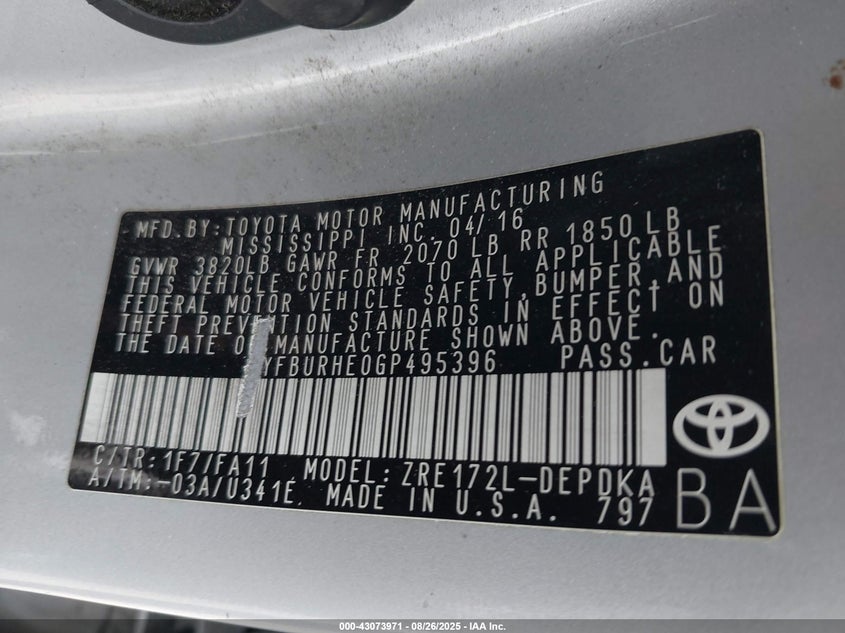 MFD. BY: TOYOTA MOTOR MANUFACTURING
MISSISSIPPI INC. 04/16
GVWR 3820LB GAWR FR 2070 LB RR 1850 LB
THIS VEHICLE CONFORMS TO ALL APPLICABLE
FEDERAL MOTOR VEHICLE SAFETY, BUMPER, AND
THEFT PREVENTION STANDARDS IN EFFECT ON
THE DATE OF MANUFACTURE SHOWN ABOVE.
YFBURHE0GP495396 PASS. CAR
C/TR: 1F7/FA11 MODEL: ZRE172L-DEPDKA
A/TM: -03A/U341E MADE IN U.S.A. 797
BA
000-43073971 - 08/26/2025 - IAA Inc.